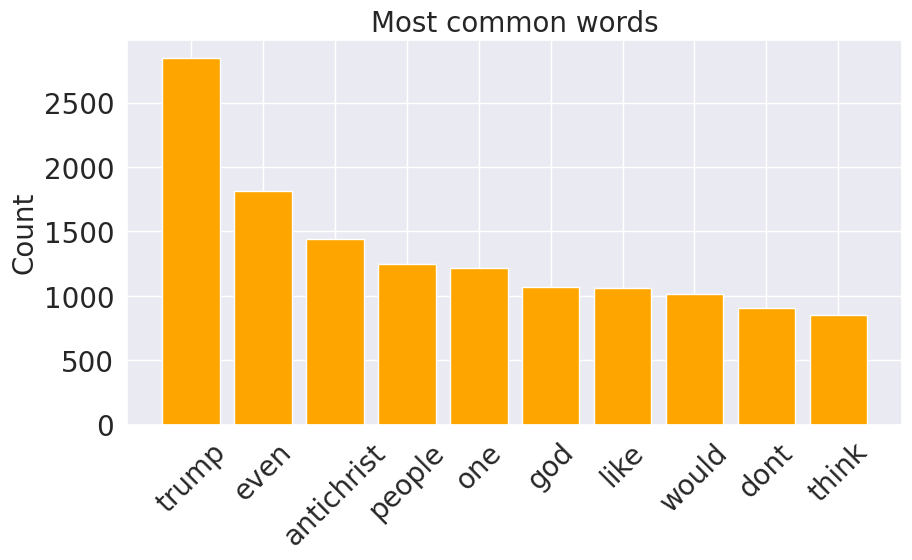 Most common words
Count
2500
2000
1500
1000
500
0
trump
even
antichrist
people
one
god
like
would
dont
think